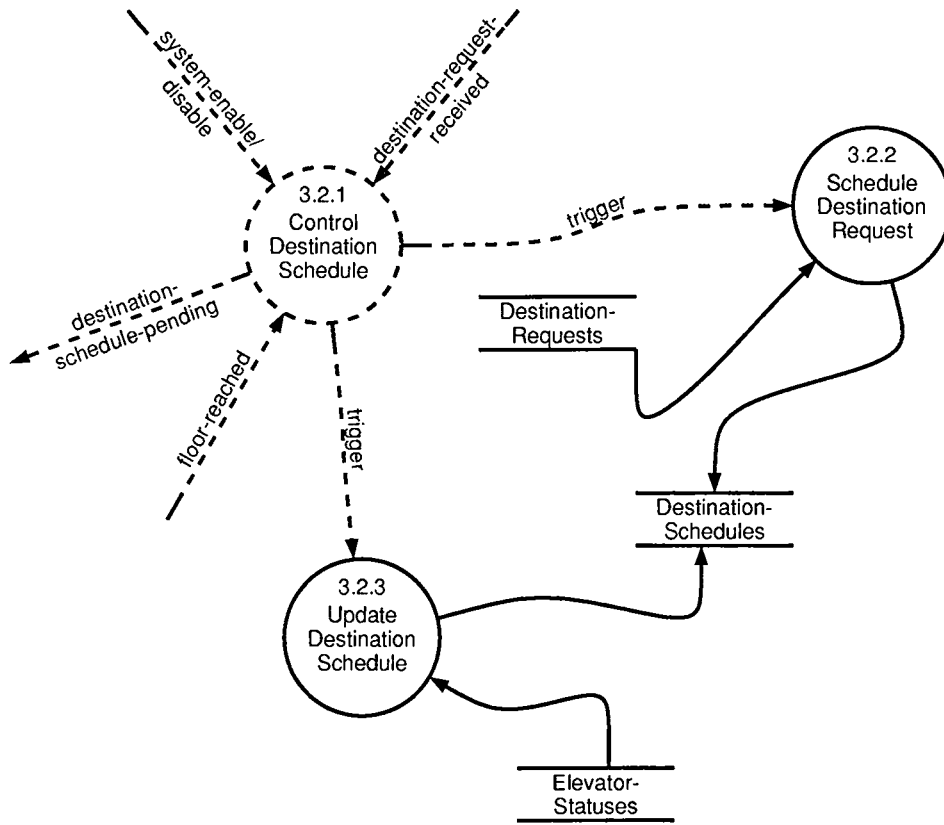 system-enable/
disable
destination-request-
received
3.2.1
Control
Destination
Schedule
3.2.2
Schedule
Destination
Request
trigger
destination-
schedule-pending
Destination-
Requests
floor-reached
trigger
Destination-
Schedules
3.2.3
Update
Destination
Schedule
Elevator-
Statuses